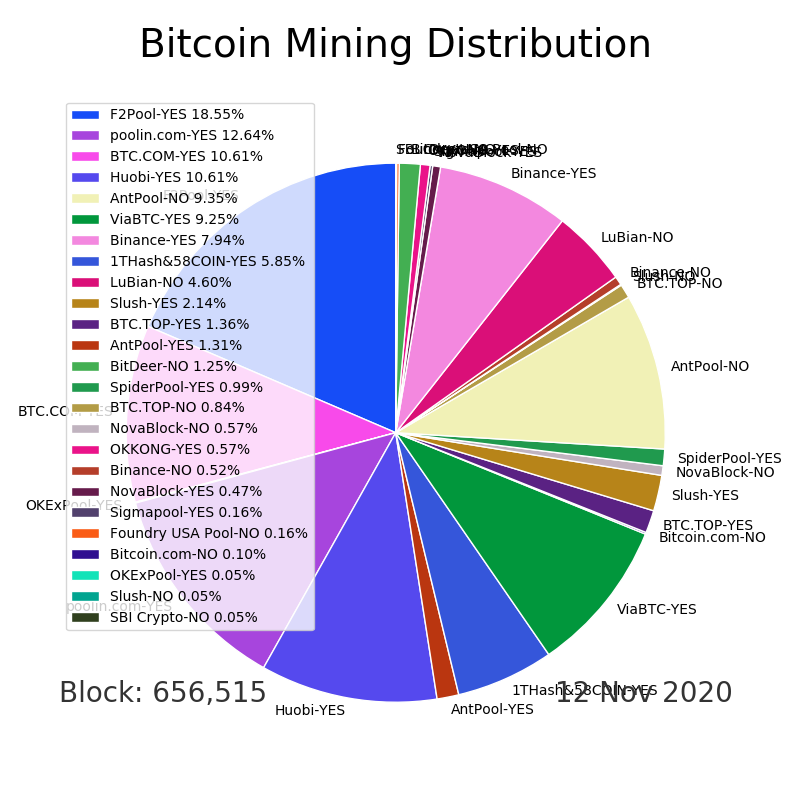 Bitcoin Mining Distribution
F2Pool-YES 18.55%
poolin.com-YES 12.64%
BTC.COM-YES 10.61%
Huobi-YES 10.61%
AntPool-NO 9.35%
ViaBTC-YES 9.25%
Binance-YES 7.94%
1THash&58COIN-YES 5.85%
LuBian-NO 4.60%
Slush-YES 2.14%
BTC.TOP-YES 1.36%
AntPool-YES 1.31%
BitDeer-NO 1.25%
SpiderPool-YES 0.99%
BTC.TOP-NO 0.84%
NovaBlock-NO 0.57%
OKKONG-YES 0.57%
Binance-NO 0.52%
NovaBlock-YES 0.47%
Sigmapool-YES 0.16%
Foundry USA Pool-NO 0.16%
Bitcoin.com-NO 0.10%
OKExPool-YES 0.05%
Slush-NO 0.05%
SBI Crypto-NO 0.05%
Binance-YES
LuBian-NO
Binance-NO
Slush-NO
BTC.TOP-NO
AntPool-NO
SpiderPool-YES
NovaBlock-NO
Slush-YES
BTC.TOP-YES
Bitcoin.com-NO
ViaBTC-YES
1THash&58COIN-YES
AntPool-YES
Huobi-YES
poolin.com-YES
OKExPool-YES
BTC.COM-YES
F2Pool-YES
Block: 656,515
12 Nov 2020